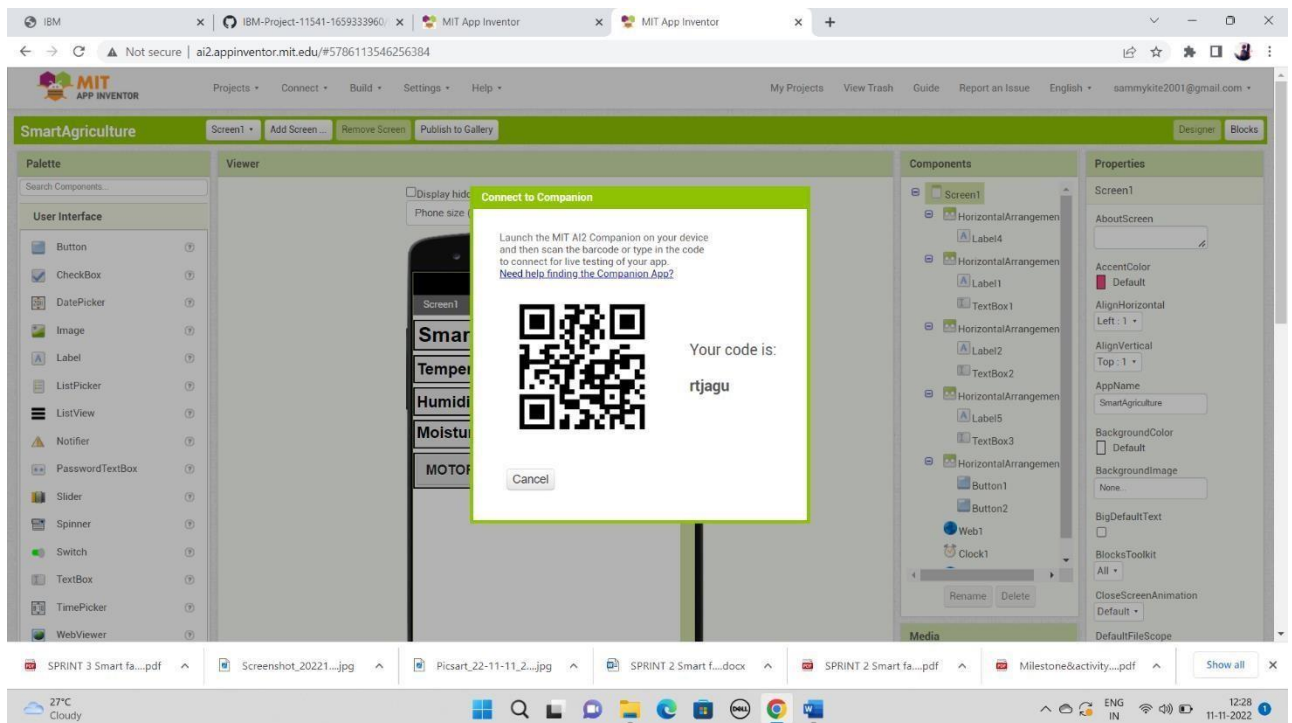 IBM
IBM-Project-11541-1659333960/
MIT App Inventor
MIT App Inventor
Not secure
ai2.appinventor.mit.edu/#5786113546256384
MIT
APP INVENTOR
Projects
Connect
Build
Settings
Help
My Projects
View Trash
Guide
Report an Issue
English
sammykite2001@gmail.com
SmartAgriculture
Screen1
Add Screen ...
Remove Screen
Publish to Gallery
Designer
Blocks
Palette
Search Components...
User Interface
Button
CheckBox
DatePicker
Image
Label
ListPicker
ListView
Notifier
PasswordTextBox
Slider
Spinner
Switch
TextBox
TimePicker
WebViewer
Viewer
Display hidd
Phone size (
Screen1
Smar
Temper
Humidi
Moistu
MOTOR
Connect to Companion
Launch the MIT AI2 Companion on your device
and then scan the barcode or type in the code
to connect for live testing of your app.
Need help finding the Companion App?
Your code is:
rtjagu
Cancel
Components
Screen1
HorizontalArrangemen
Label4
HorizontalArrangemen
Label1
TextBox1
HorizontalArrangemen
Label2
TextBox2
HorizontalArrangemen
Label5
TextBox3
HorizontalArrangemen
Button1
Button2
Web1
Clock1
Rename
Delete
Media
Properties
Screen1
AboutScreen
AccentColor
Default
AlignHorizontal
Left : 1
AlignVertical
Top : 1
AppName
SmartAgriculture
BackgroundColor
Default
BackgroundImage
None...
BigDefaultText
BlocksToolkit
All
CloseScreenAnimation
Default
DefaultFileScope
SPRINT 3 Smart fa....pdf
Screenshot_20221....jpg
Picsart_22-11-11_2....jpg
SPRINT 2 Smart f....docx
SPRINT 2 Smart fa....pdf
Milestone&activity....pdf
Show all
27°C
Cloudy
DELL
ENG
IN
12:28
11-11-2022